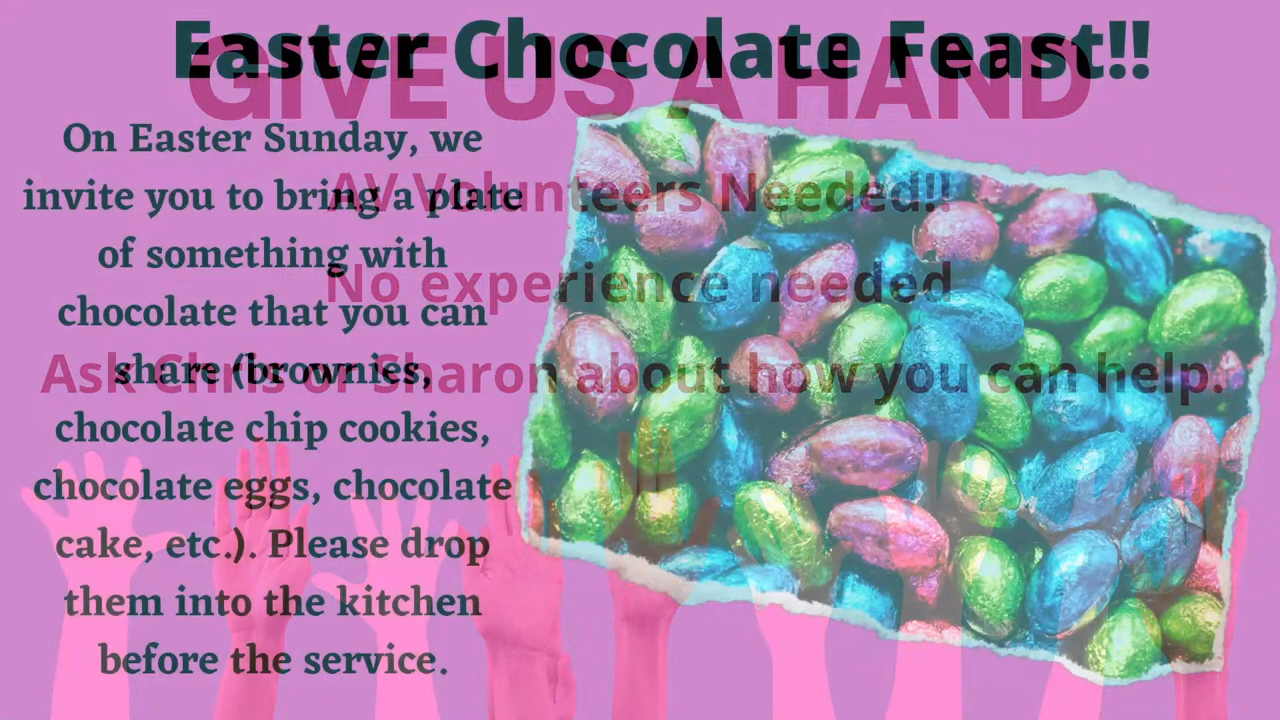 Easter Chocolate Feast!!
GIVE US A HAND
On Easter Sunday, we
invite you to bring a plate
of something with
chocolate that you can
share (brownies,
chocolate chip cookies,
chocolate eggs, chocolate
cake, etc.). Please drop
them into the kitchen
before the service.
AV Volunteers Needed!!
No experience needed
Ask Chris or Sharon about how you can help.